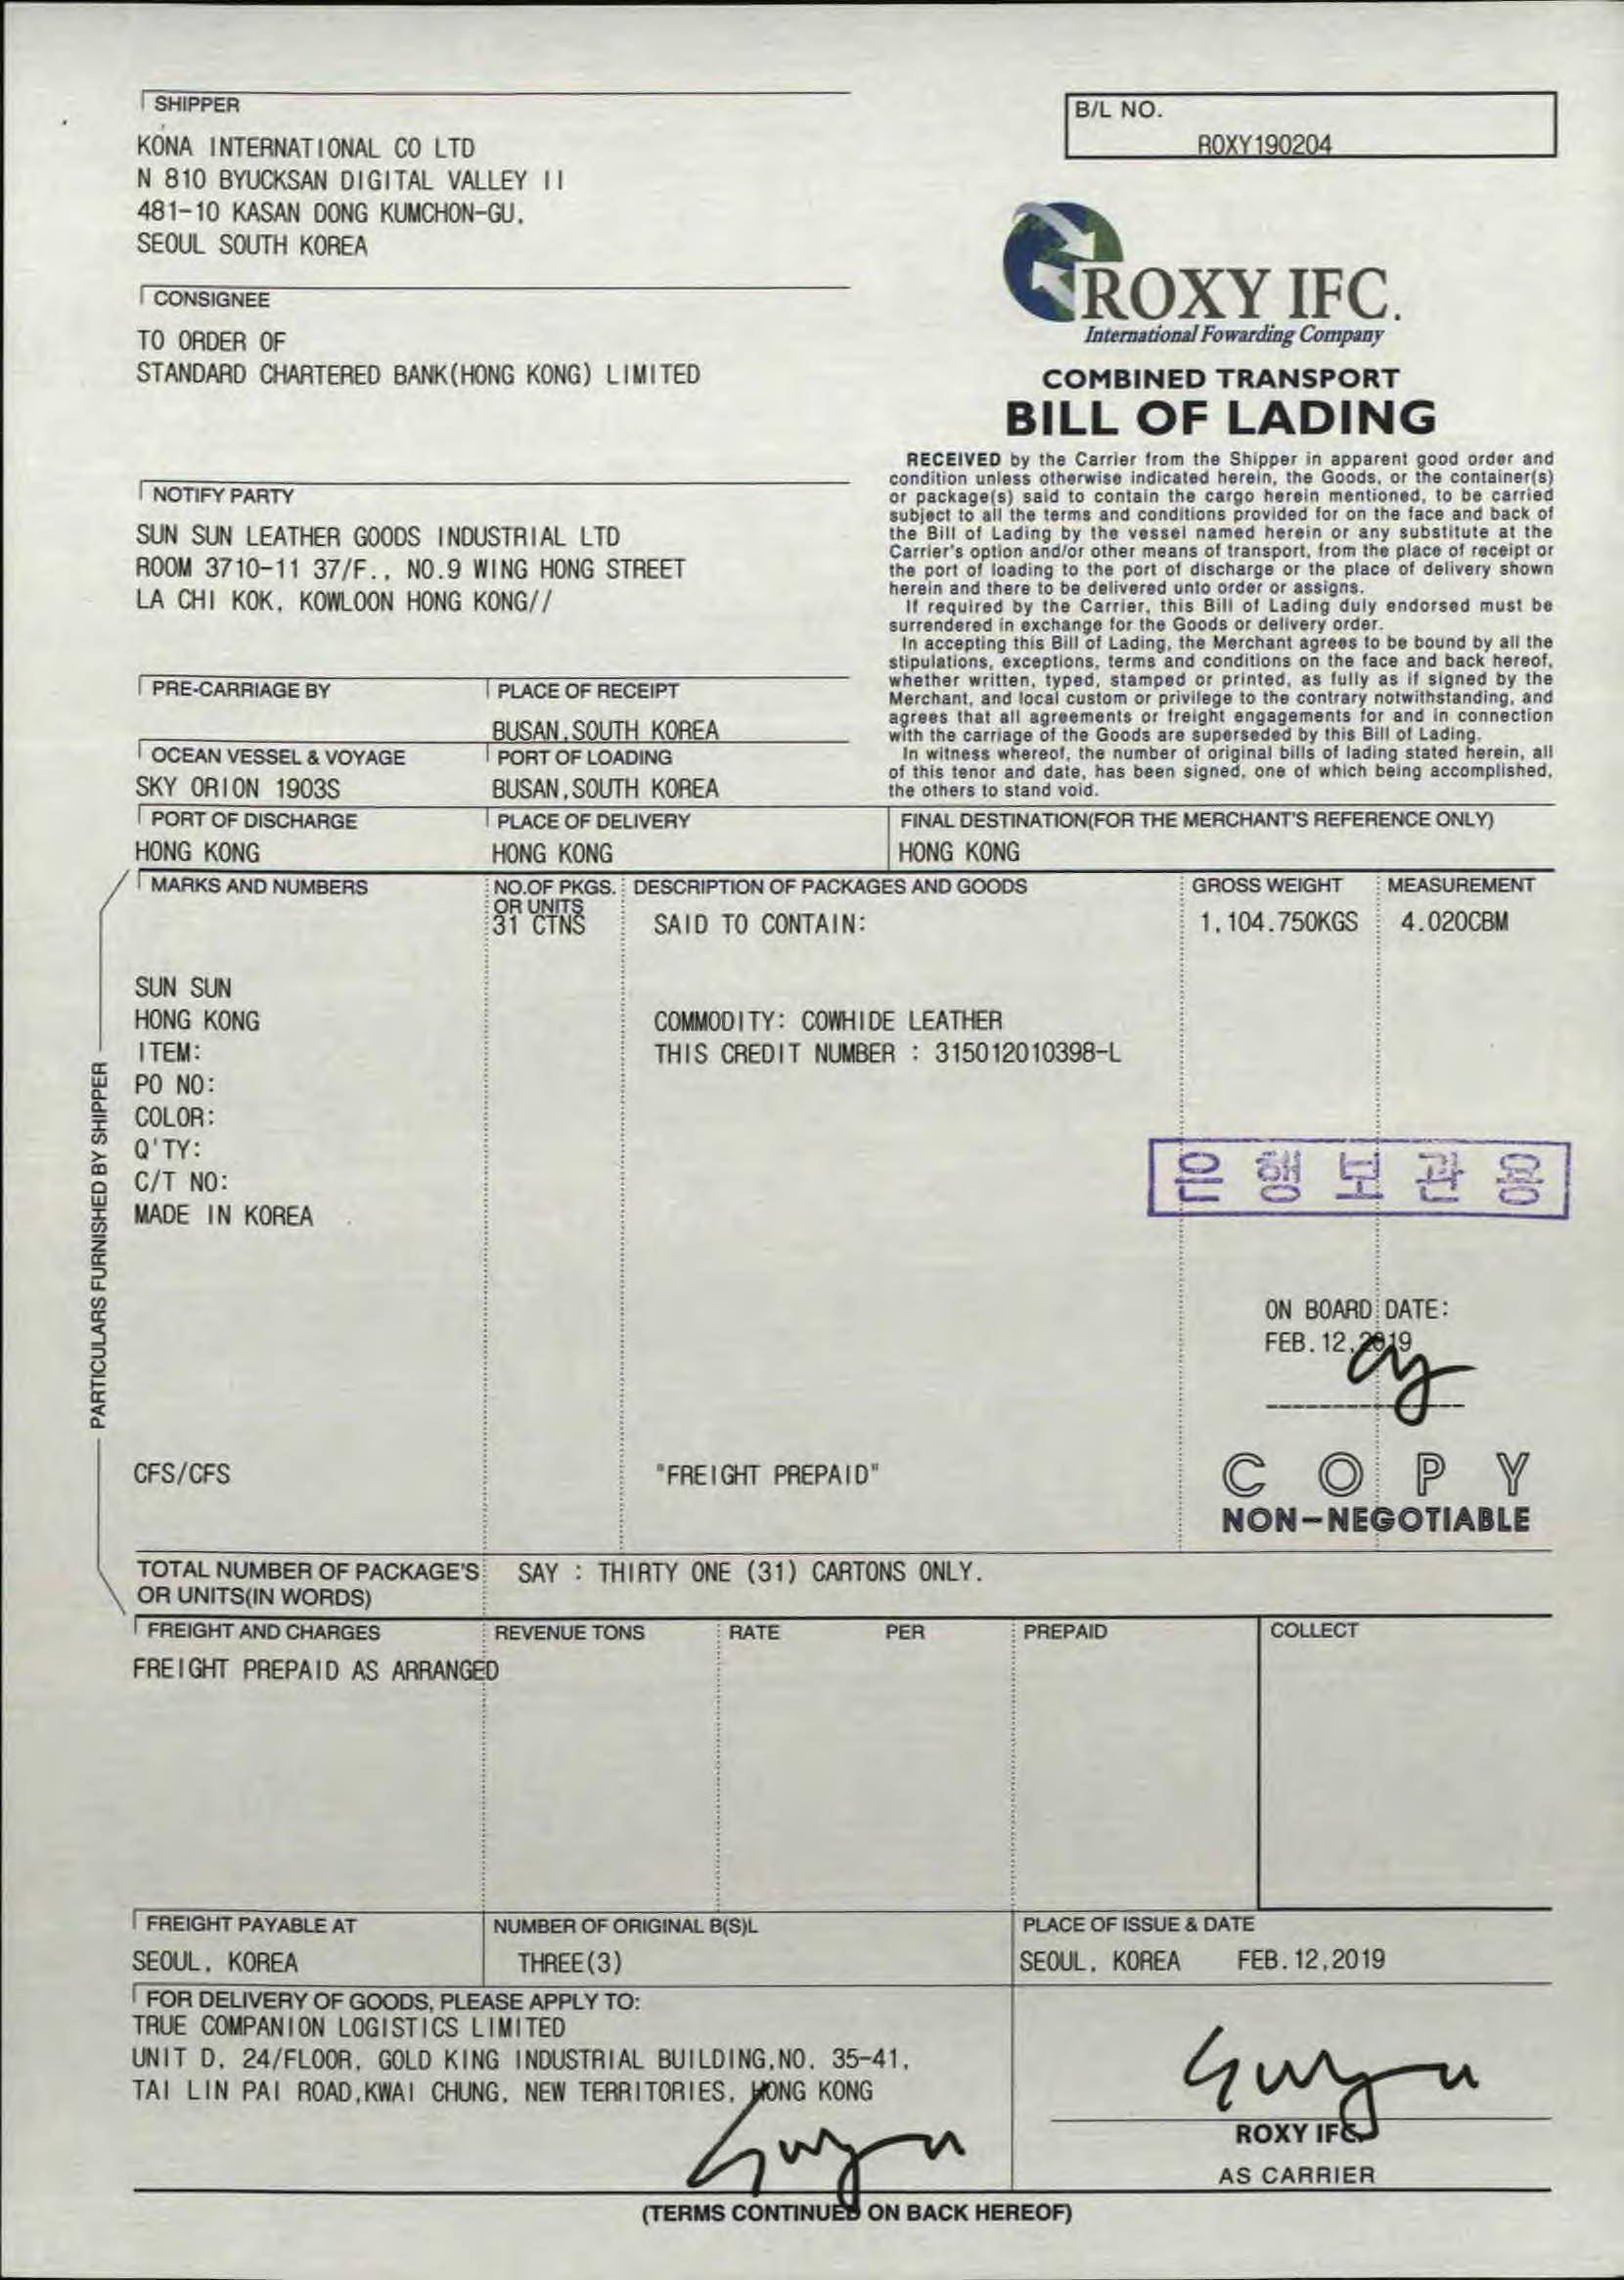 SHIPPER
KONA INTERNATIONAL CO LTD
N 810 BYUCKSAN DIGITAL VALLEY II
481-10 KASAN DONG KUMCHON-GU,
SEOUL SOUTH KOREA
B/L NO.
ROXY190204
CONSIGNEE
TO ORDER OF
STANDARD CHARTERED BANK(HONG KONG) LIMITED
ROXY IFC.
International Fowarding Company
COMBINED TRANSPORT
BILL OF LADING
NOTIFY PARTY
SUN SUN LEATHER GOODS INDUSTRIAL LTD
ROOM 3710-11 37/F., NO.9 WING HONG STREET
LA CHI KOK, KOWLOON HONG KONG//
RECEIVED by the Carrier from the Shipper in apparent good order and
condition unless otherwise indicated herein, the Goods, or the container(s)
or package(s) said to contain the cargo herein mentioned, to be carried
subject to all the terms and conditions provided for on the face and back of
the Bill of Lading by the vessel named herein or any substitute at the
Carrier's option and/or other means of transport, from the place of receipt or
the port of loading to the port of discharge or the place of delivery shown
herein and there to be delivered unto order or assigns.
If required by the Carrier, this Bill of Lading duly endorsed must be
surrendered in exchange for the Goods or delivery order.
In accepting this Bill of Lading, the Merchant agrees to be bound by all the
stipulations, exceptions, terms and conditions on the face and back hereof,
whether written, typed, stamped or printed, as fully as if signed by the
Merchant, and local custom or privilege to the contrary notwithstanding, and
agrees that all agreements or freight engagements for and in connection
with the carriage of the Goods are superseded by this Bill of Lading.
In witness whereof, the number of original bills of lading stated herein, all
of this tenor and date, has been signed, one of which being accomplished,
the others to stand void.
PRE-CARRIAGE BY
PLACE OF RECEIPT
BUSAN,SOUTH KOREA
OCEAN VESSEL & VOYAGE
PORT OF LOADING
SKY ORION 1903S
BUSAN,SOUTH KOREA
PORT OF DISCHARGE
PLACE OF DELIVERY
FINAL DESTINATION(FOR THE MERCHANT'S REFERENCE ONLY)
HONG KONG
HONG KONG
HONG KONG
PARTICULARS FURNISHED BY SHIPPER
MARKS AND NUMBERS
NO.OF PKGS.
OR UNITS
DESCRIPTION OF PACKAGES AND GOODS
GROSS WEIGHT
MEASUREMENT
31 CTNS
SAID TO CONTAIN:
1,104.750KGS
4.020CBM
SUN SUN
HONG KONG
COMMODITY: COWHIDE LEATHER
ITEM:
THIS CREDIT NUMBER : 315012010398-L
PO NO:
COLOR:
Q'TY:
C/T NO:
MADE IN KOREA
은행보관용
ON BOARD DATE:
FEB.12,2019
CFS/CFS
"FREIGHT PREPAID"
COPY
NON-NEGOTIABLE
TOTAL NUMBER OF PACKAGE'S
OR UNITS(IN WORDS)
SAY : THIRTY ONE (31) CARTONS ONLY.
FREIGHT AND CHARGES
REVENUE TONS
RATE
PER
PREPAID
COLLECT
FREIGHT PREPAID AS ARRANGED
FREIGHT PAYABLE AT
NUMBER OF ORIGINAL B(S)L
PLACE OF ISSUE & DATE
SEOUL, KOREA
THREE(3)
SEOUL, KOREA FEB.12,2019
FOR DELIVERY OF GOODS, PLEASE APPLY TO:
TRUE COMPANION LOGISTICS LIMITED
UNIT D, 24/FLOOR, GOLD KING INDUSTRIAL BUILDING,NO. 35-41,
TAI LIN PAI ROAD,KWAI CHUNG, NEW TERRITORIES, HONG KONG
ROXY IFC
AS CARRIER
(TERMS CONTINUED ON BACK HEREOF)